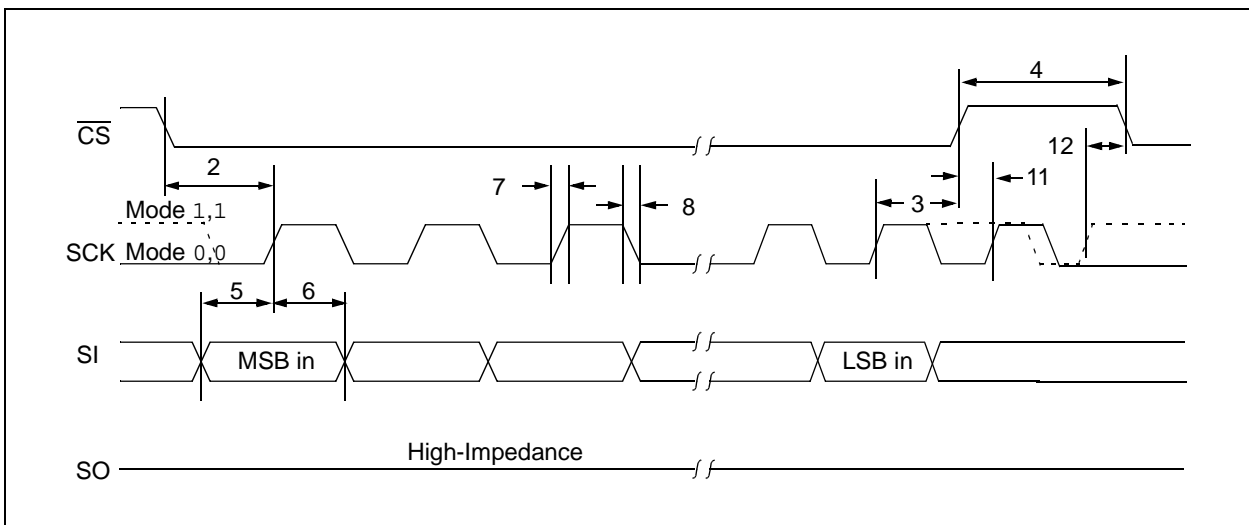 4
CS
12
2
7
8
3
11
Mode 1,1
SCK Mode 0,0
5
6
SI
MSB in
LSB in
High-Impedance
SO